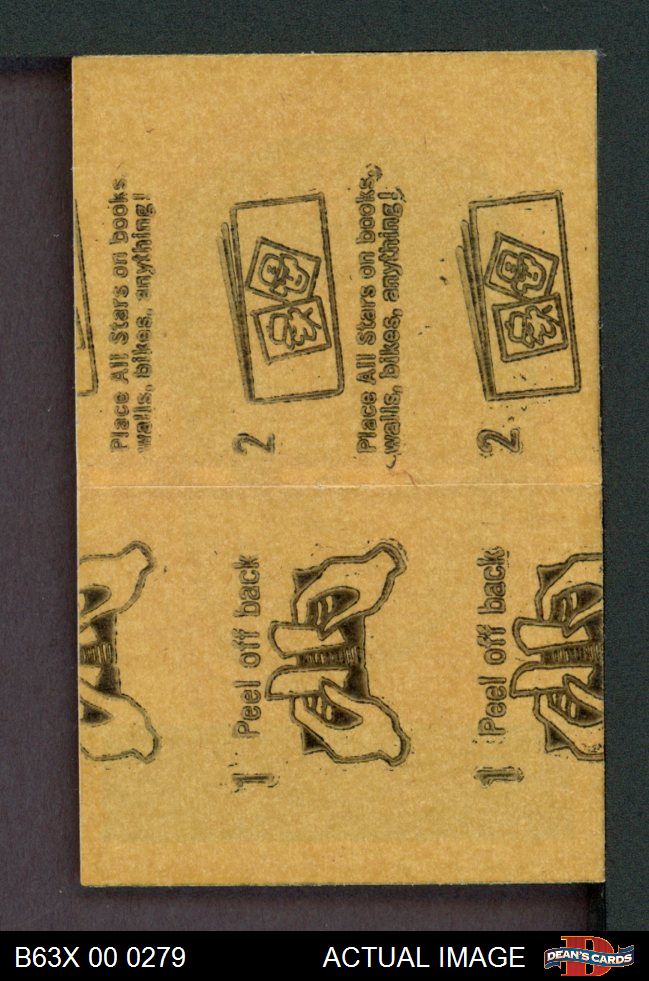 Place All Stars on books,
walls, bikes, anything!
2
Place All Stars on books,
walls, bikes, anything!
2
1 Peel off back
1 Peel off back
B63X 00 0279
ACTUAL IMAGE
DEAN'S CARDS